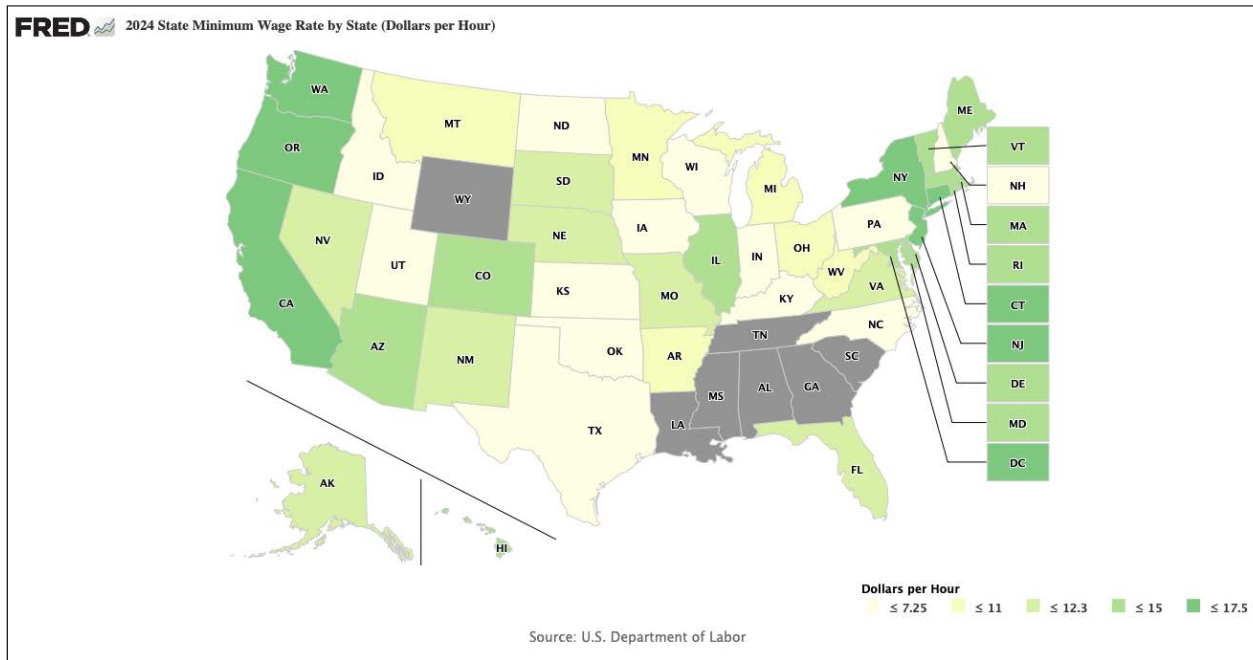 FRED 2024 State Minimum Wage Rate by State (Dollars per Hour)
WA
MT
ND
MN
ME
VT
OR
ID
WY
SD
WI
MI
NY
NH
NV
UT
CO
NE
IA
IL
IN
OH
PA
MA
RI
CA
AZ
NM
KS
MO
KY
WV
VA
CT
OK
AR
TN
NC
NJ
TX
LA
MS
AL
GA
SC
DE
MD
AK
HI
FL
DC
Dollars per Hour
≤ 7.25 ≤ 11 ≤ 12.3 ≤ 15 ≤ 17.5
Source: U.S. Department of Labor